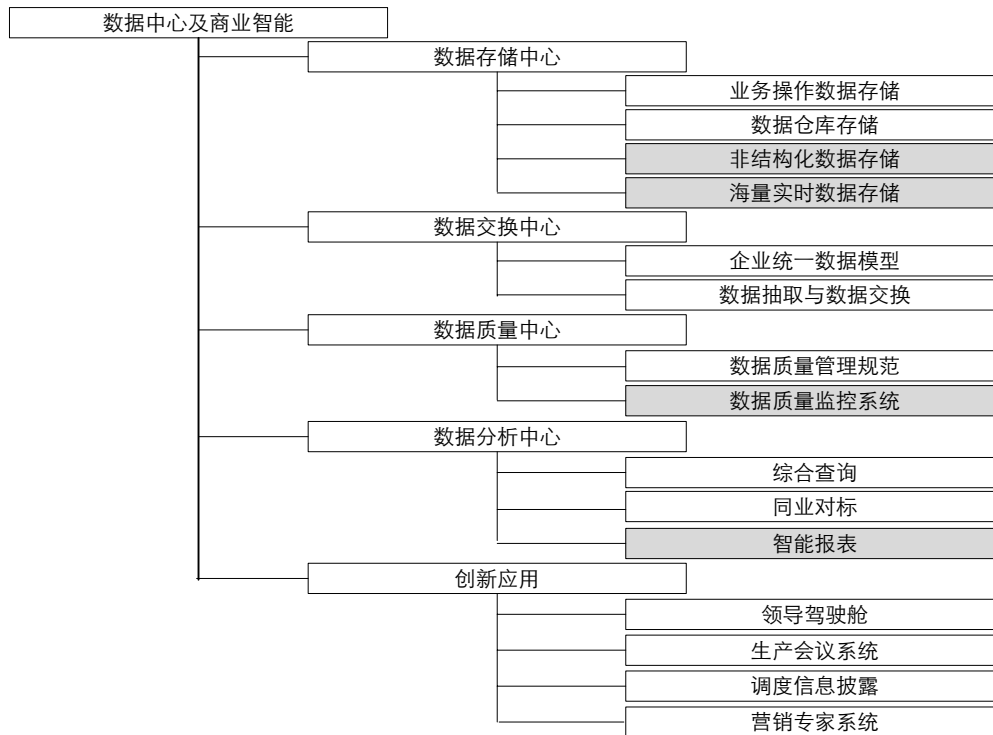 数据中心及商业智能
数据存储中心
业务操作数据存储
数据仓库存储
非结构化数据存储
海量实时数据存储
数据交换中心
企业统一数据模型
数据抽取与数据交换
数据质量中心
数据质量管理规范
数据质量监控系统
数据分析中心
综合查询
同业对标
智能报表
创新应用
领导驾驶舱
生产会议系统
调度信息披露
营销专家系统